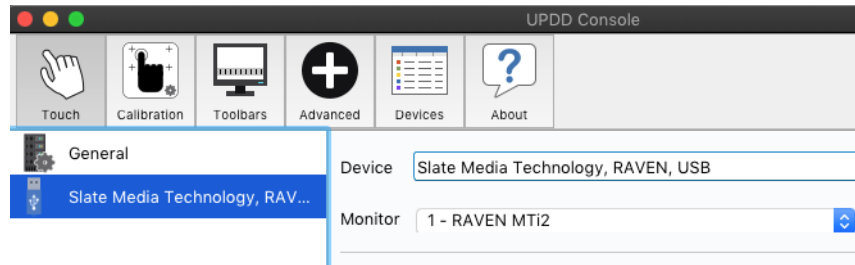 UPDD Console
Touch Calibration Toolbars Advanced Devices About
General
Slate Media Technology, RAV...
Device Slate Media Technology, RAVEN, USB
Monitor 1 - RAVEN MTi2